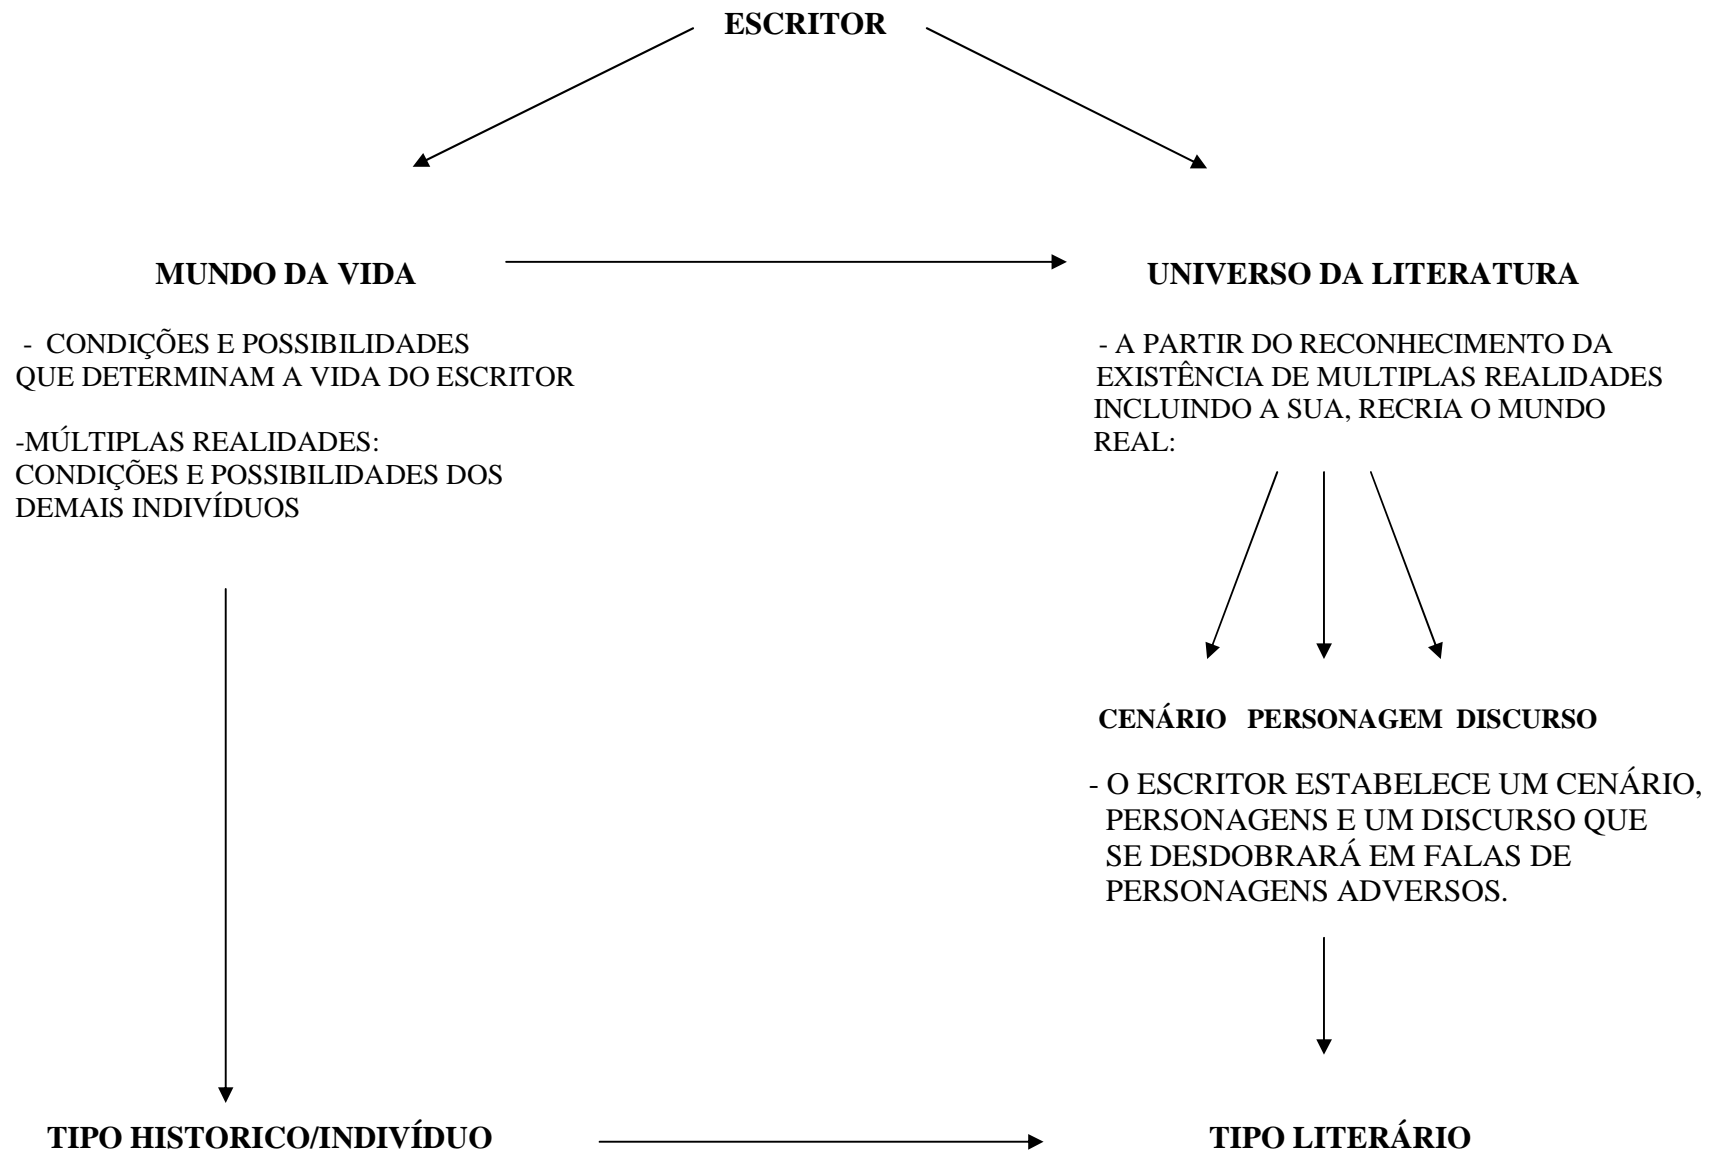 ESCRITOR
MUNDO DA VIDA
- CONDIÇÕES E POSSIBILIDADES
QUE DETERMINAM A VIDA DO ESCRITOR
-MÚLTIPLAS REALIDADES:
CONDIÇÕES E POSSIBILIDADES DOS
DEMAIS INDIVÍDUOS
UNIVERSO DA LITERATURA
- A PARTIR DO RECONHECIMENTO DA
EXISTÊNCIA DE MULTIPLAS REALIDADES
INCLUINDO A SUA, RECRIA O MUNDO
REAL:
CENÁRIO PERSONAGEM DISCURSO
- O ESCRITOR ESTABELECE UM CENÁRIO,
PERSONAGENS E UM DISCURSO QUE
SE DESDOBRARÁ EM FALAS DE
PERSONAGENS ADVERSOS.
TIPO HISTORICO/INDIVÍDUO
TIPO LITERÁRIO